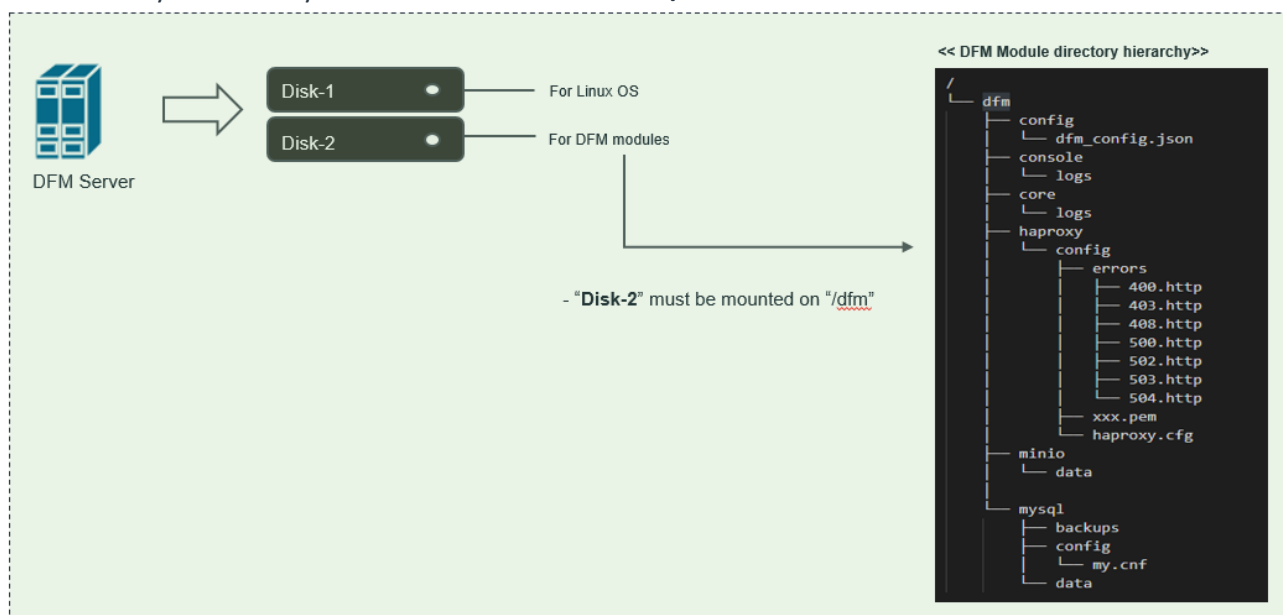 DFM Server
Disk-1
Disk-2
For Linux OS
For DFM modules
- “Disk-2” must be mounted on “/dfm”
<< DFM Module directory hierarchy>>
/
└── dfm
├── config
│ └── dfm_config.json
├── console
│ └── logs
├── core
│ └── logs
├── haproxy
│ └── config
│ ├── errors
│ │ ├── 400.http
│ │ ├── 403.http
│ │ ├── 408.http
│ │ ├── 500.http
│ │ ├── 502.http
│ │ ├── 503.http
│ │ └── 504.http
│ ├── xxx.pem
│ └── haproxy.cfg
├── minio
│ └── data
│
└── mysql
├── backups
├── config
│ └── my.cnf
└── data